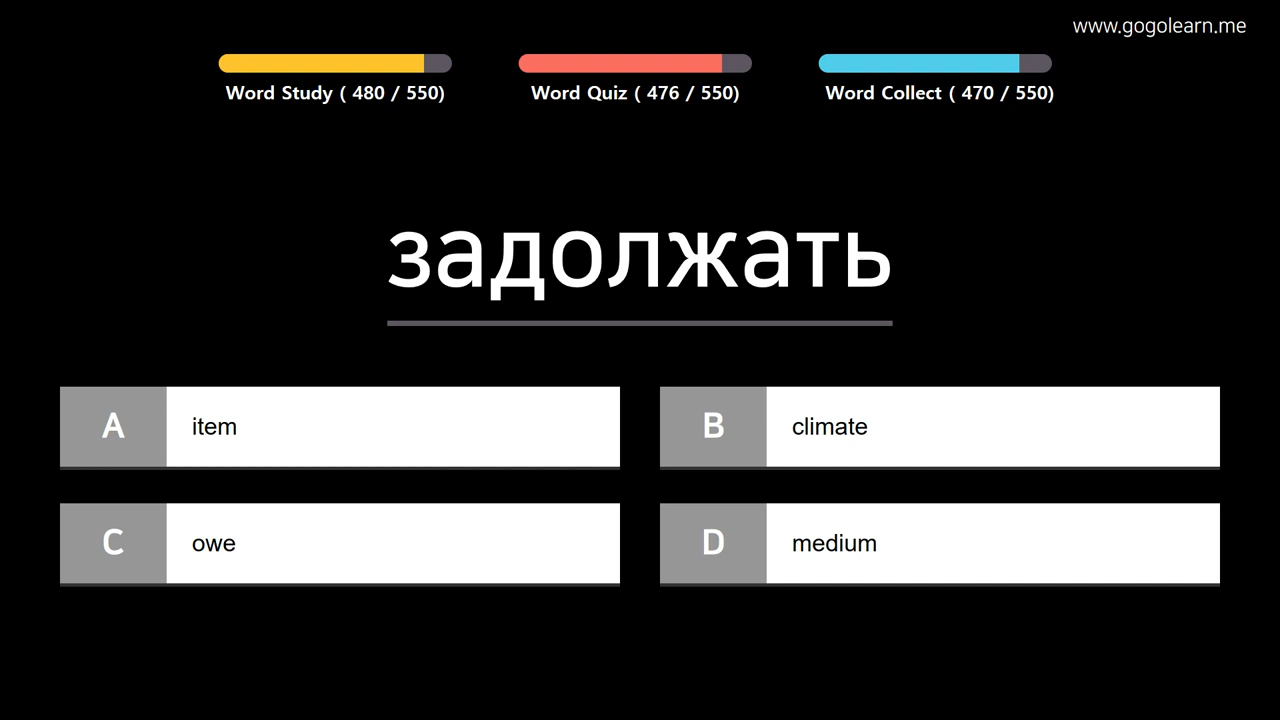 www.gogolearn.me
Word Study ( 480 / 550)
Word Quiz ( 476 / 550)
Word Collect ( 470 / 550)
задолжать
A item
B climate
C owe
D medium